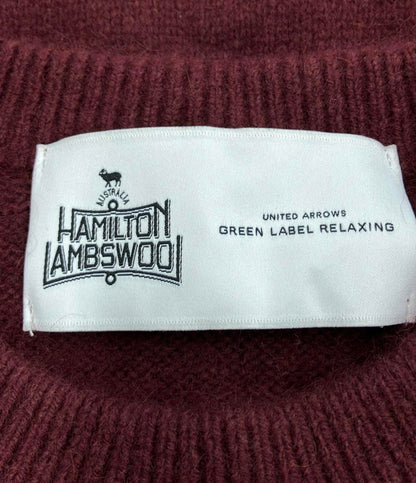 AUSTRALIA
HAMILTON
LAMBSWOOL
UNITED ARROWS
GREEN LABEL RELAXING